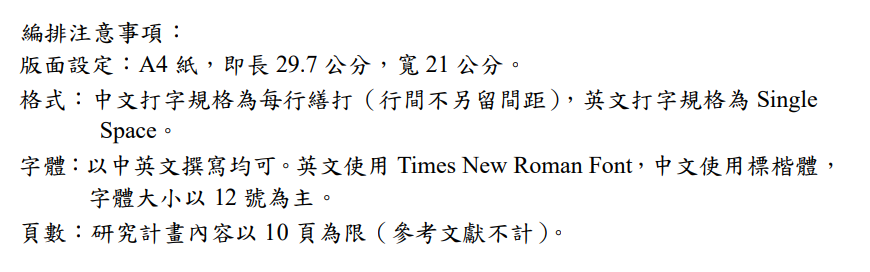 編排注意事項：
版面設定：A4 紙，即長 29.7 公分，寬 21 公分。
格式：中文打字規格為每行繕打（行間不另留間距），英文打字規格為 Single
Space。
字體：以中英文撰寫均可。英文使用 Times New Roman Font，中文使用標楷體，
字體大小以 12 號為主。
頁數：研究計畫內容以 10 頁為限（參考文獻不計）。